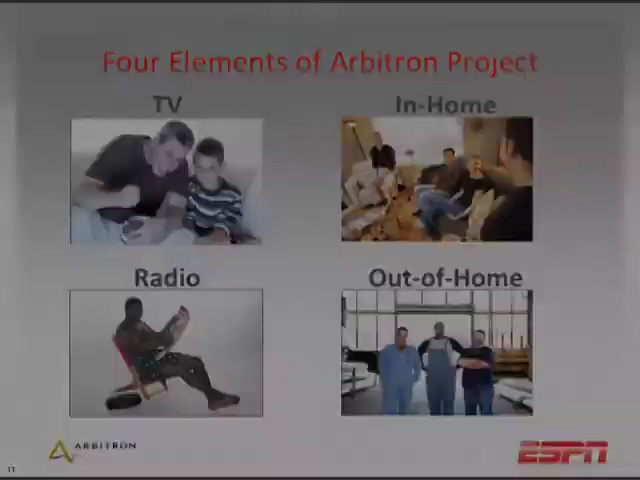 Four Elements of Arbitron Project
TV
In-Home
Radio
Out-of-Home
ARBITRON
ESPN